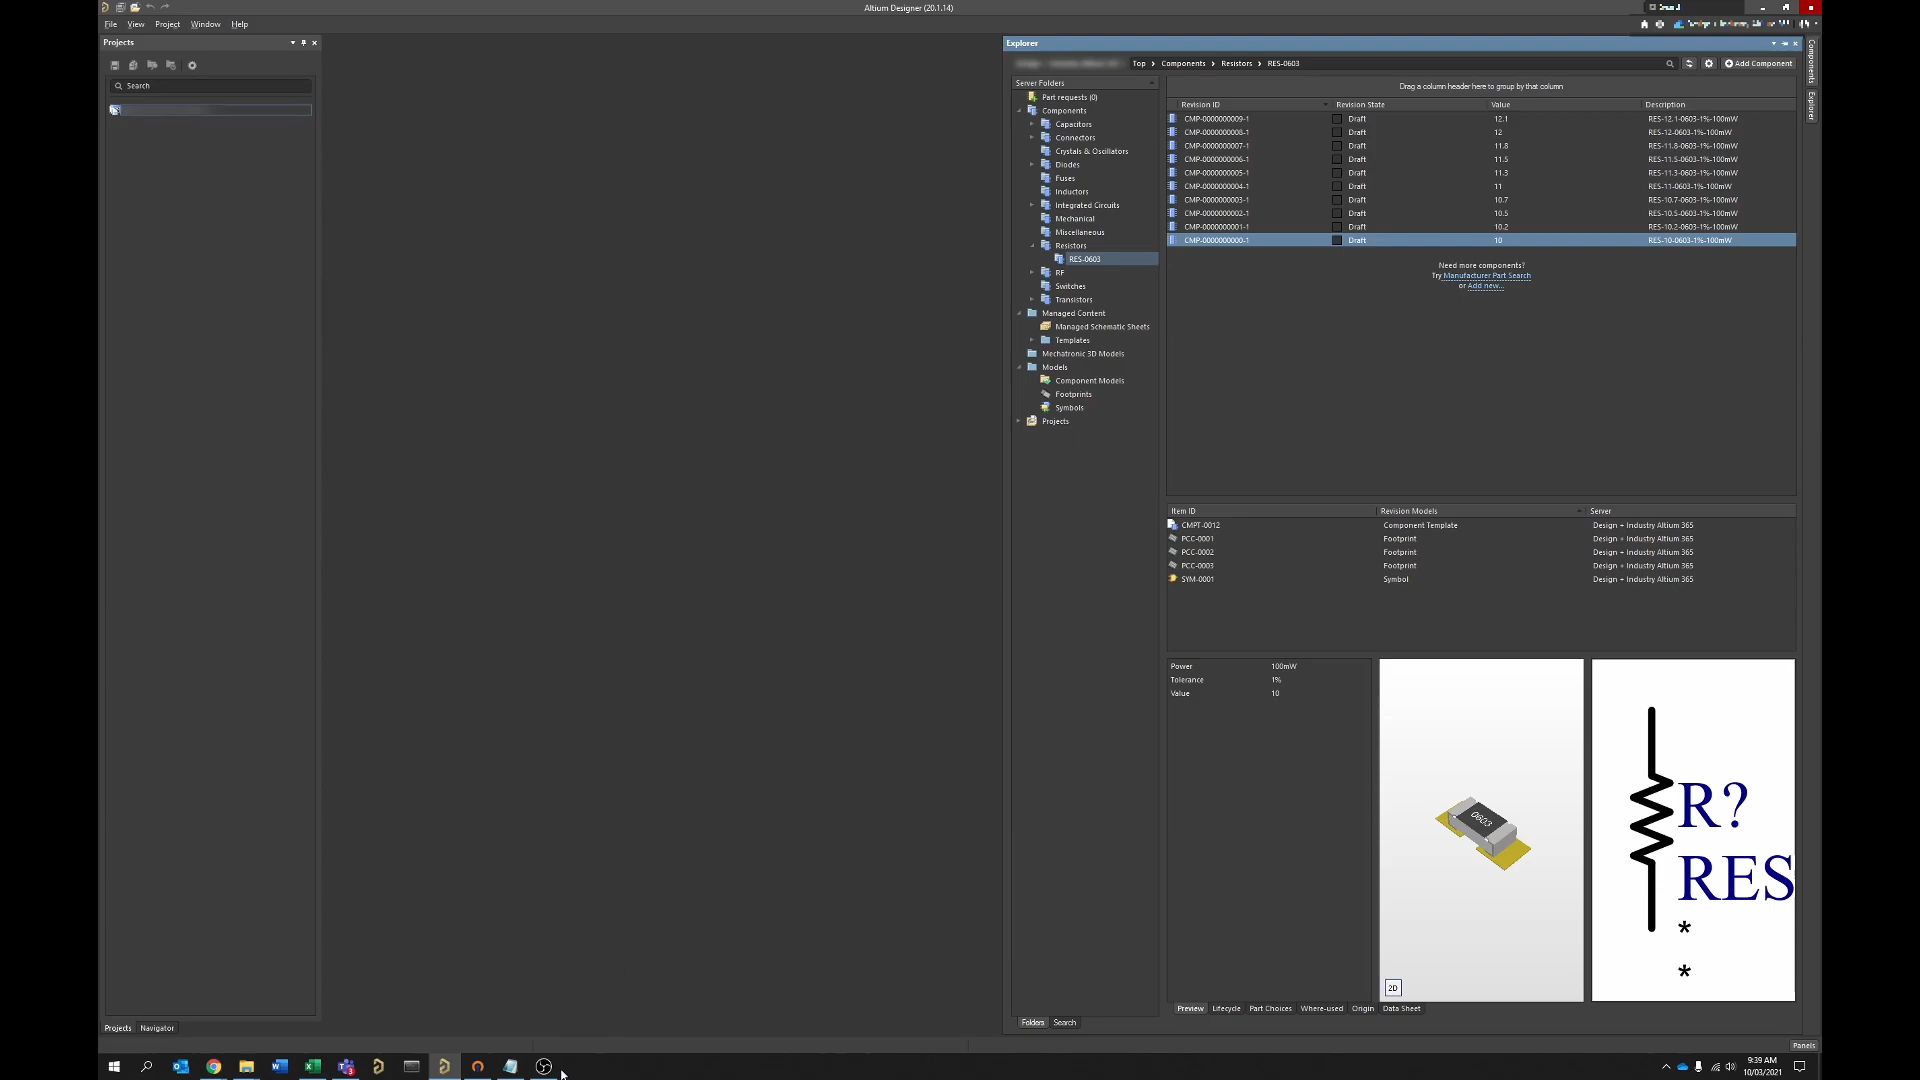 Altium Designer (20.1.14)
File View Project Window Help
Projects
Search
Projects Navigator
Explorer
Top > Components > Resistors > RES-0603
Add Component
Components
Explorer
Server Folders
Part requests (0)
Components
Capacitors
Connectors
Crystals & Oscillators
Diodes
Fuses
Inductors
Integrated Circuits
Mechanical
Miscellaneous
Resistors
RES-0603
RF
Switches
Transistors
Managed Content
Managed Schematic Sheets
Templates
Mechatronic 3D Models
Models
Component Models
Footprints
Symbols
Projects
Folders Search
Drag a column header here to group by that column
Revision ID Revision State Value Description
CMP-0000000009-1 Draft 12.1 RES-12.1-0603-1%-100mW
CMP-0000000008-1 Draft 12 RES-12-0603-1%-100mW
CMP-0000000007-1 Draft 11.8 RES-11.8-0603-1%-100mW
CMP-0000000006-1 Draft 11.5 RES-11.5-0603-1%-100mW
CMP-0000000005-1 Draft 11.3 RES-11.3-0603-1%-100mW
CMP-0000000004-1 Draft 11 RES-11-0603-1%-100mW
CMP-0000000003-1 Draft 10.7 RES-10.7-0603-1%-100mW
CMP-0000000002-1 Draft 10.5 RES-10.5-0603-1%-100mW
CMP-0000000001-1 Draft 10.2 RES-10.2-0603-1%-100mW
CMP-0000000000-1 Draft 10 RES-10-0603-1%-100mW
Need more components?
Try Manufacturer Part Search
or Add new...
Item ID Revision Models Server
CMPT-0012 Component Template Design + Industry Altium 365
PCC-0001 Footprint Design + Industry Altium 365
PCC-0002 Footprint Design + Industry Altium 365
PCC-0003 Footprint Design + Industry Altium 365
SYM-0001 Symbol Design + Industry Altium 365
Power 100mW
Tolerance 1%
Value 10
0603
2D
R?
RES
*
*
Preview Lifecycle Part Choices Where-used Origin Data Sheet
Panels
9:39 AM
10/03/2021